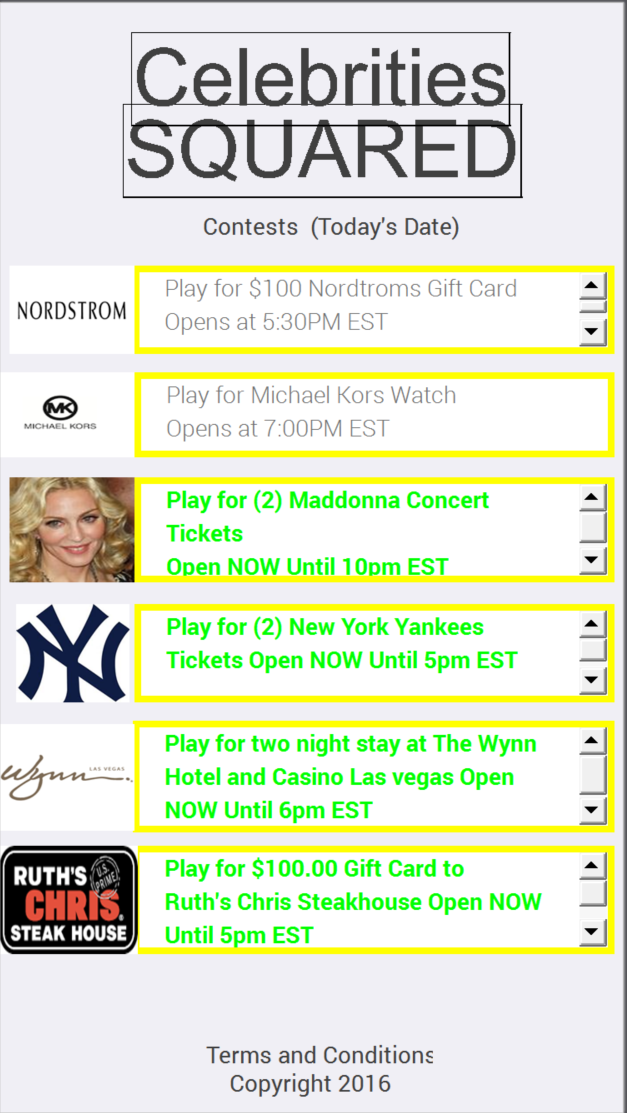 Celebrities
SQUARED
Contests (Today's Date)
NORDSTROM
Play for $100 Nordtroms Gift Card
Opens at 5:30PM EST
MK
MICHAEL KORS
Play for Michael Kors Watch
Opens at 7:00PM EST
Play for (2) Maddonna Concert
Tickets
Open NOW Until 10pm EST
NY
Play for (2) New York Yankees
Tickets Open NOW Until 5pm EST
Wynn
LAS VEGAS
Play for two night stay at The Wynn
Hotel and Casino Las vegas Open
NOW Until 6pm EST
RUTH'S
U.S.
PRIME
CHRIS
STEAK HOUSE
Play for $100.00 Gift Card to
Ruth's Chris Steakhouse Open NOW
Until 5pm EST
Terms and Conditions
Copyright 2016